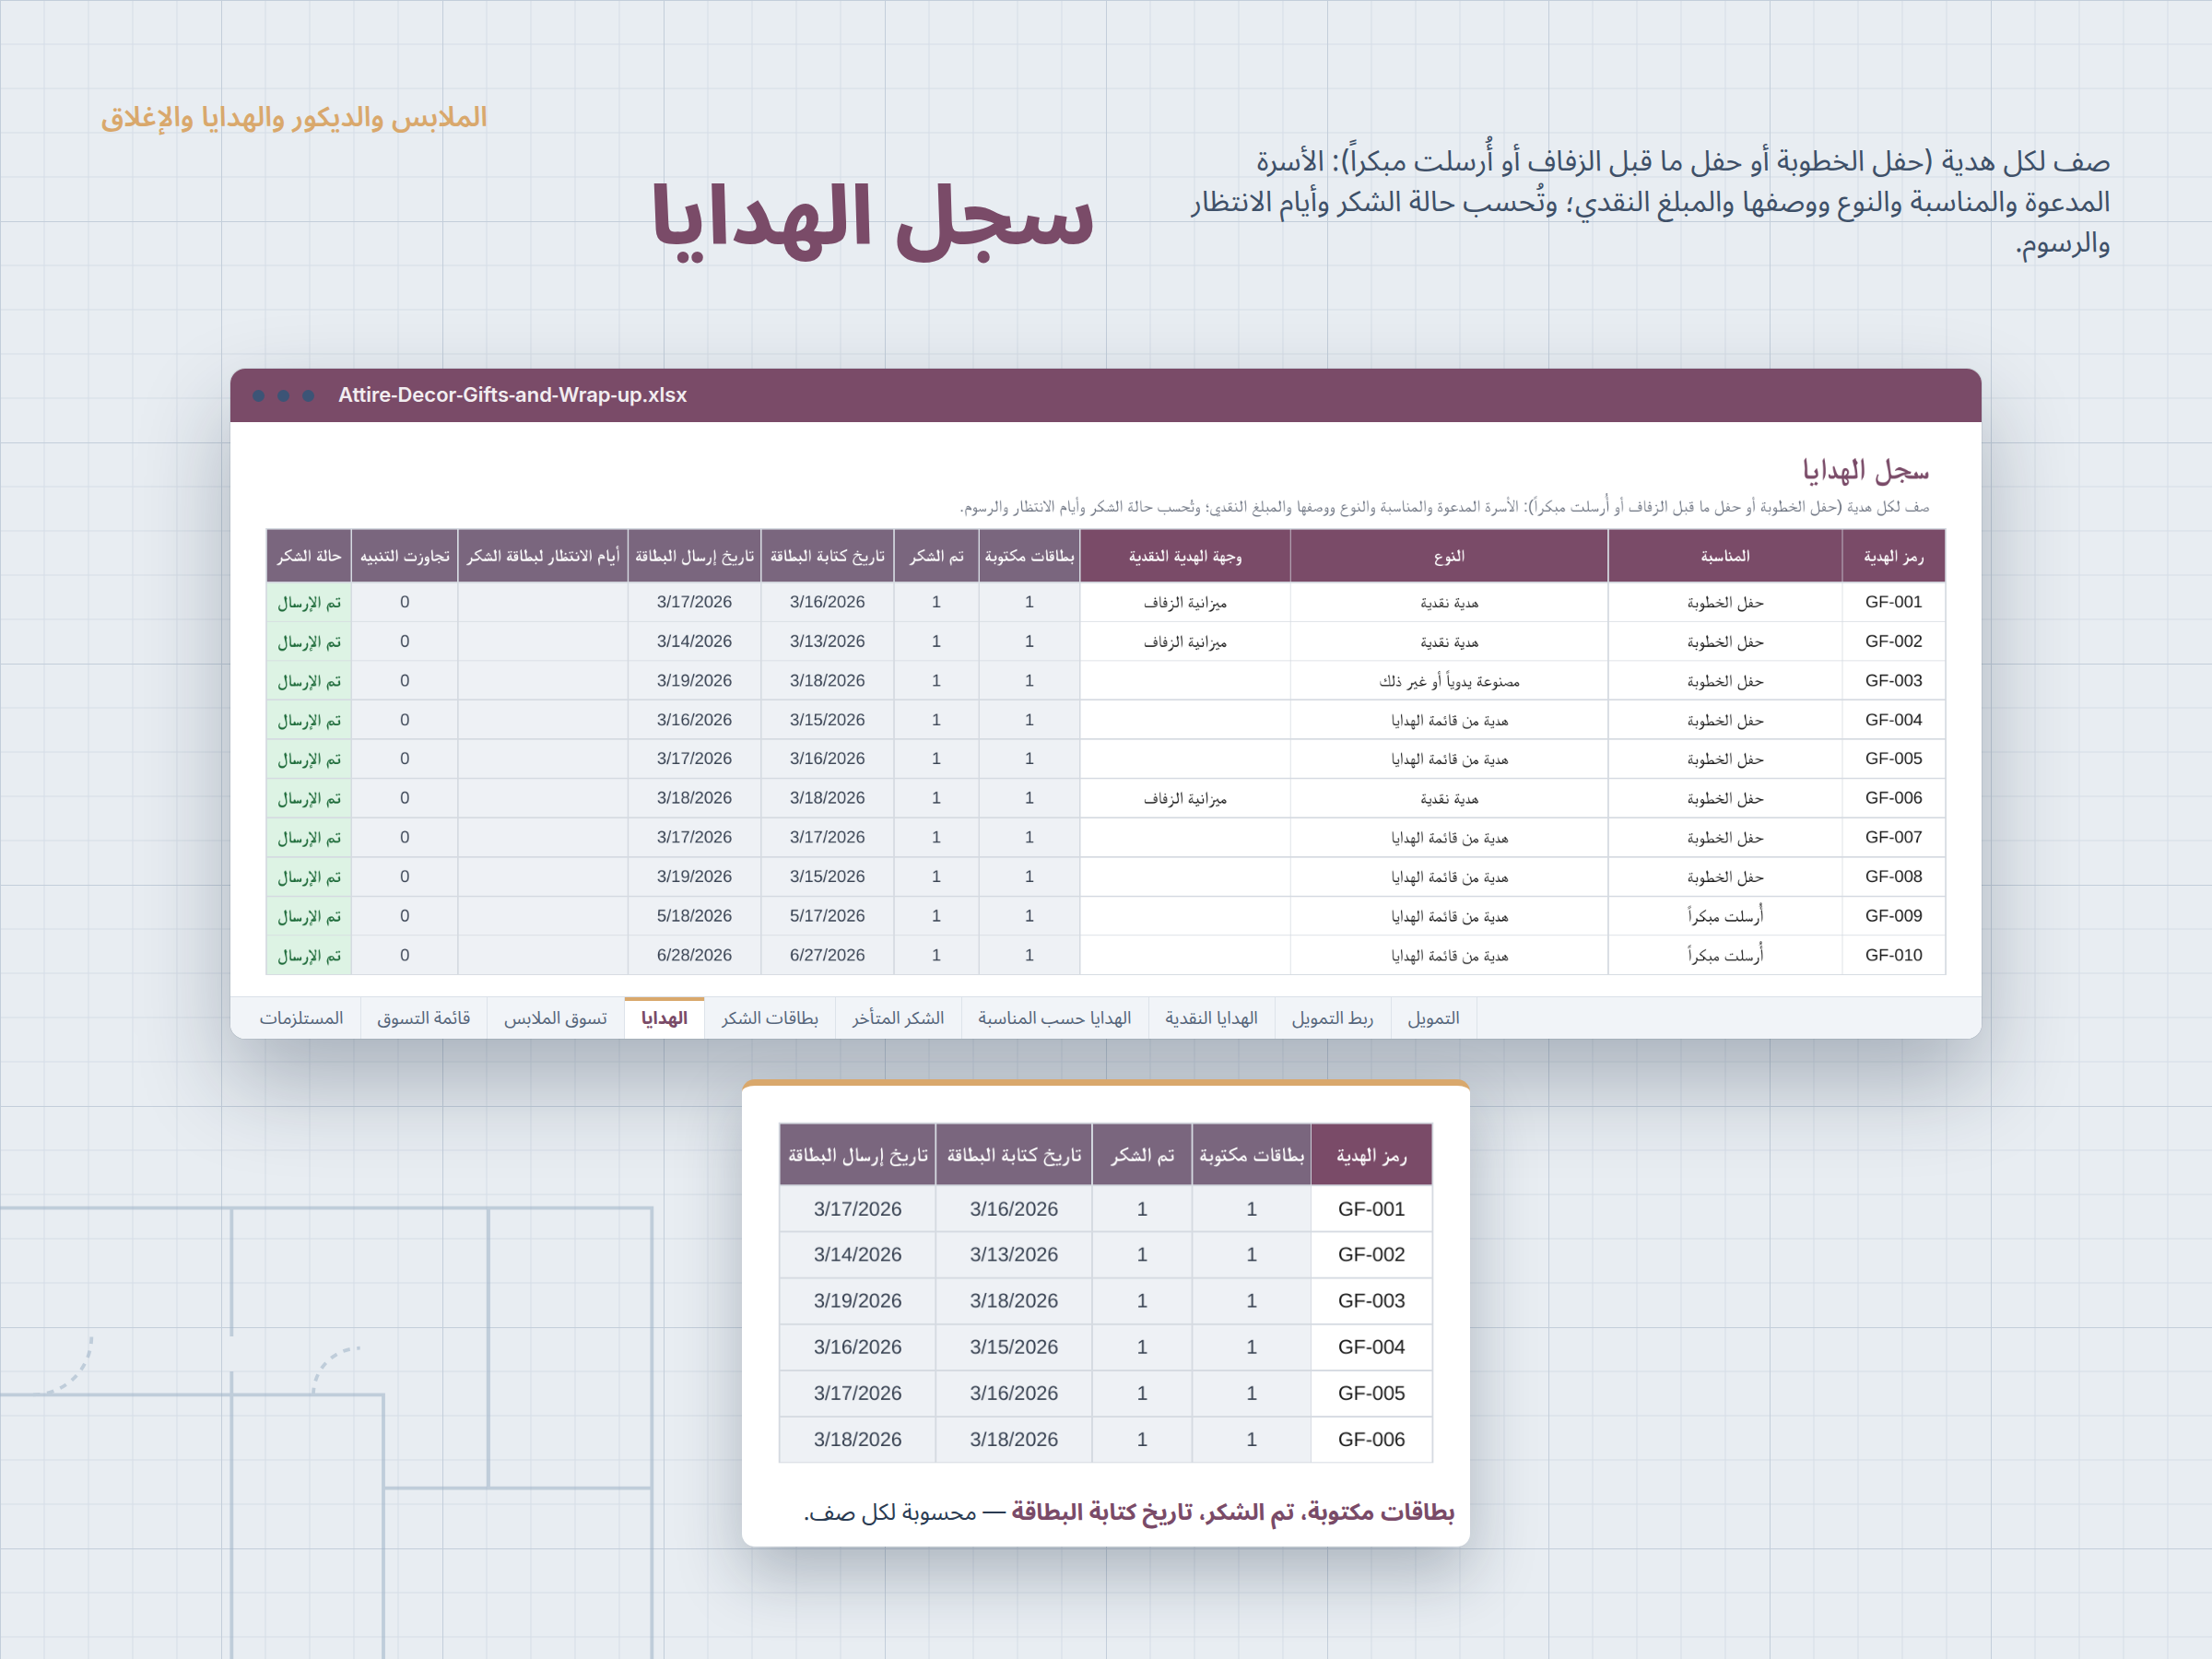 الملابس والديكور والهدايا والإغلاق
سجل الهدايا
صف لكل هدية (حفل الخطوبة أو حفل ما قبل الزفاف أو أُرسلت مبكراً): الأسرة
المدعوة والمناسبة والنوع ووصفها والمبلغ النقدي؛ وتُحسب حالة الشكر وأيام الانتظار
والرسوم.
Attire-Decor-Gifts-and-Wrap-up.xlsx
سجل الهدايا
صف لكل هدية (حفل الخطوبة أو حفل ما قبل الزفاف أو أُرسلت مبكراً): الأسرة المدعوة والمناسبة والنوع ووصفها والمبلغ النقدي؛ وتُحسب حالة الشكر وأيام الانتظار والرسوم.
رمز الهدية المناسبة النوع وجهة الهدية النقدية بطاقات مكتوبة تم الشكر تاريخ كتابة البطاقة تاريخ إرسال البطاقة أيام الانتظار لبطاقة الشكر تجاوزت التنبيه حالة الشكر
GF-001 حفل الخطوبة هدية نقدية ميزانية الزفاف 1 1 3/16/2026 3/17/2026 0 تم الإرسال
GF-002 حفل الخطوبة هدية نقدية ميزانية الزفاف 1 1 3/13/2026 3/14/2026 0 تم الإرسال
GF-003 حفل الخطوبة مصنوعة يدوياً أو غير ذلك 1 1 3/18/2026 3/19/2026 0 تم الإرسال
GF-004 حفل الخطوبة هدية من قائمة الهدايا 1 1 3/15/2026 3/16/2026 0 تم الإرسال
GF-005 حفل الخطوبة هدية من قائمة الهدايا 1 1 3/16/2026 3/17/2026 0 تم الإرسال
GF-006 حفل الخطوبة هدية نقدية ميزانية الزفاف 1 1 3/18/2026 3/18/2026 0 تم الإرسال
GF-007 حفل الخطوبة هدية من قائمة الهدايا 1 1 3/17/2026 3/17/2026 0 تم الإرسال
GF-008 حفل الخطوبة هدية من قائمة الهدايا 1 1 3/15/2026 3/19/2026 0 تم الإرسال
GF-009 أُرسلت مبكراً هدية من قائمة الهدايا 1 1 5/17/2026 5/18/2026 0 تم الإرسال
GF-010 أُرسلت مبكراً هدية من قائمة الهدايا 1 1 6/27/2026 6/28/2026 0 تم الإرسال
المستلزمات قائمة التسوق تسوق الملابس الهدايا بطاقات الشكر الشكر المتأخر الهدايا حسب المناسبة الهدايا النقدية ربط التمويل التمويل
رمز الهدية بطاقات مكتوبة تم الشكر تاريخ كتابة البطاقة تاريخ إرسال البطاقة
GF-001 1 1 3/16/2026 3/17/2026
GF-002 1 1 3/13/2026 3/14/2026
GF-003 1 1 3/18/2026 3/19/2026
GF-004 1 1 3/15/2026 3/16/2026
GF-005 1 1 3/16/2026 3/17/2026
GF-006 1 1 3/18/2026 3/18/2026
بطاقات مكتوبة، تم الشكر، تاريخ كتابة البطاقة — محسوبة لكل صف.